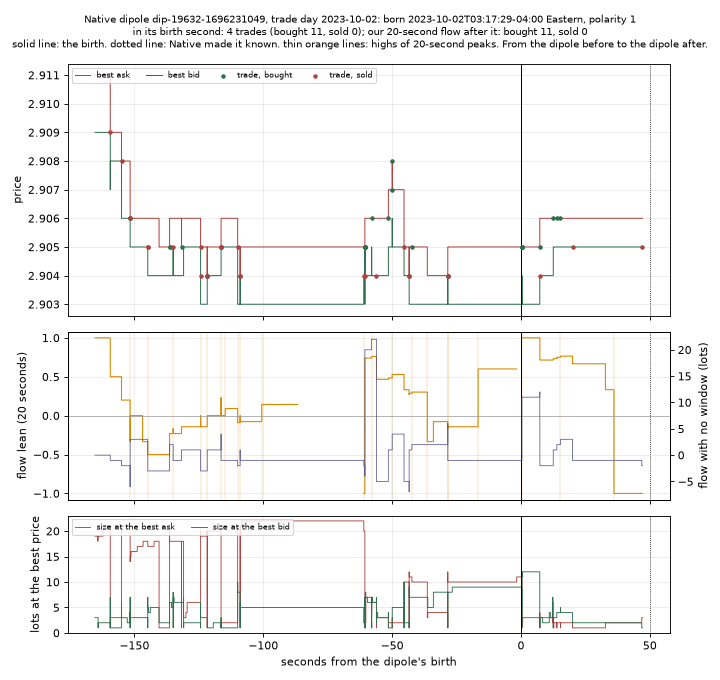 Native dipole dip-19632-1696231049, trade day 2023-10-02: born 2023-10-02T03:17:29-04:00 Eastern, polarity 1
in its birth second: 4 trades (bought 11, sold 0); our 20-second flow after it: bought 11, sold 0
solid line: the birth. dotted line: Native made it known. thin orange lines: highs of 20-second peaks. From the dipole before to the dipole after.
best ask best bid trade, bought trade, sold
2.911
2.910
2.909
2.908
2.907
2.906
2.905
2.904
2.903
price
1.0
0.5
0.0
−0.5
−1.0
flow lean (20 seconds)
20
15
10
5
0
−5
flow with no window (lots)
size at the best ask size at the best bid
20
15
10
5
0
lots at the best price
−150 −100 −50 0 50
seconds from the dipole's birth